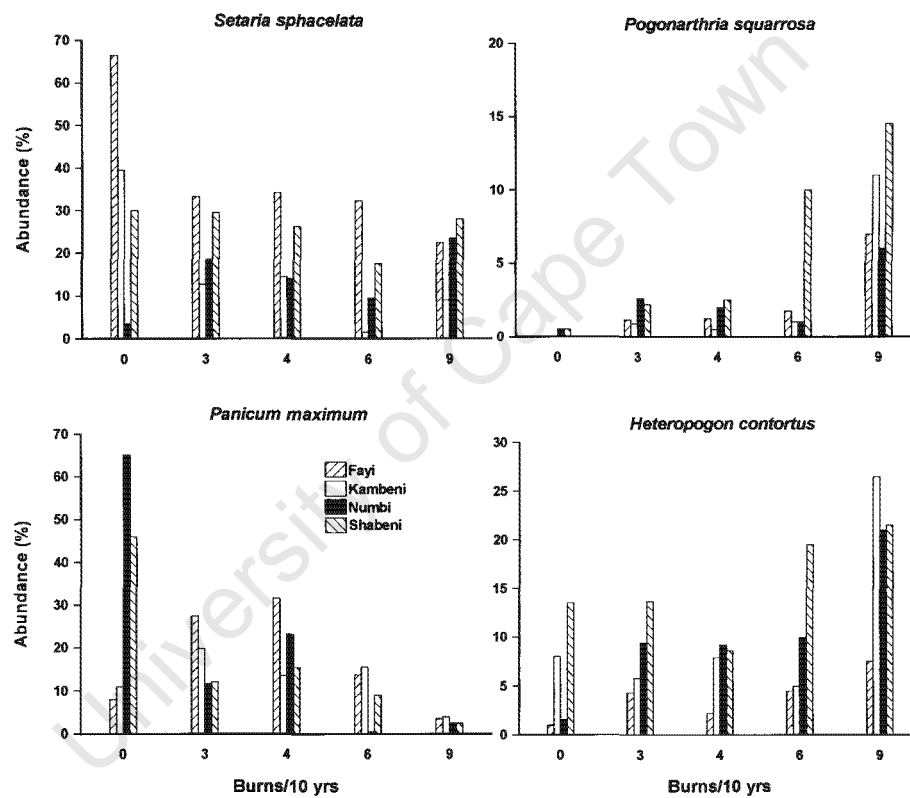 Setaria sphacelata
Abundance (%)
70
60
50
40
30
20
10
0
0 3 4 6 9
Pogonarthria squarrosa
20
15
10
5
0
0 3 4 6 9
Panicum maximum
Abundance (%)
70
60
50
40
30
20
10
0
Fayi
Kambeni
Numbi
Shabeni
0 3 4 6 9
Burns/10 yrs
Heteropogon contortus
30
25
20
15
10
5
0
0 3 4 6 9
Burns/10 yrs
University of Cape Town